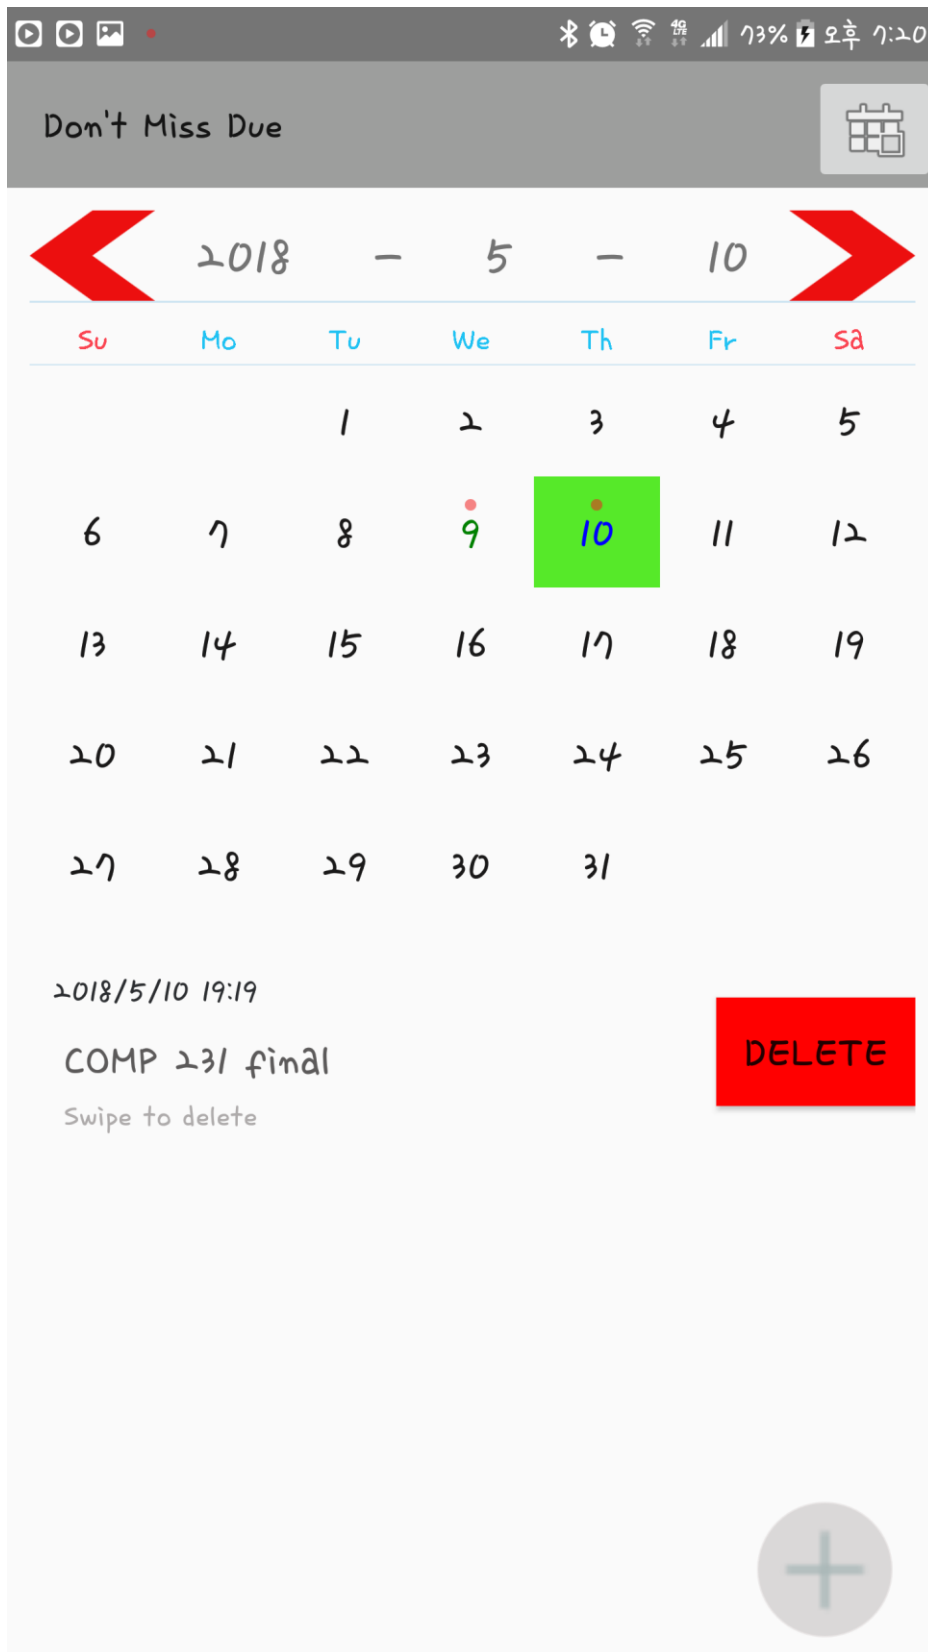 4G LTE 73% 오후 7:20
Don't Miss Due
2018 - 5 - 10
Su Mo Tu We Th Fr Sa
1 2 3 4 5
6 7 8 9 10 11 12
13 14 15 16 17 18 19
20 21 22 23 24 25 26
27 28 29 30 31
2018/5/10 19:19
COMP 231 final
DELETE
Swipe to delete